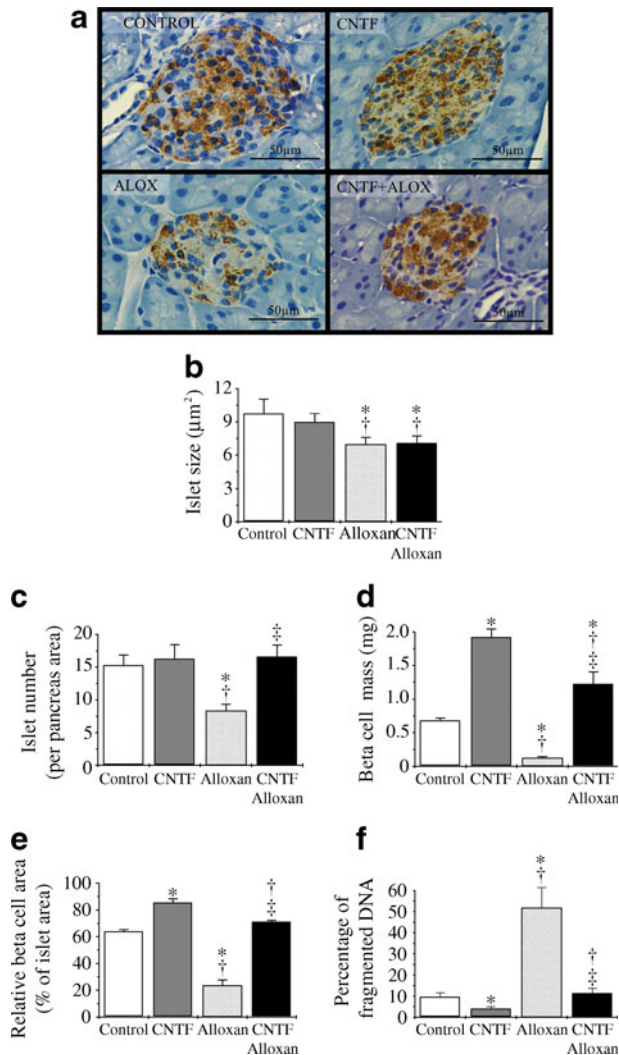 a
CONTROL
CNTF
50µm
50µm
ALOX
CNTF+ALOX
50µm
50µm
b
Islet size (µm²)
12
9
6
3
0
*
†
*
†
Control
CNTF
Alloxan
CNTF
Alloxan
c
Islet number
(per pancreas area)
20
15
10
5
0
*
†
‡
Control
CNTF
Alloxan
CNTF
Alloxan
d
Beta cell mass (mg)
2.0
1.5
1.0
0.5
0
*
*
†
*
†
‡
Control
CNTF
Alloxan
CNTF
Alloxan
e
Relative beta cell area
(% of islet area)
100
80
60
40
20
0
*
*
†
†
‡
Control
CNTF
Alloxan
CNTF
Alloxan
f
Percentage of
fragmented DNA
60
50
40
30
20
10
0
*
*
†
†
‡
Control
CNTF
Alloxan
CNTF
Alloxan